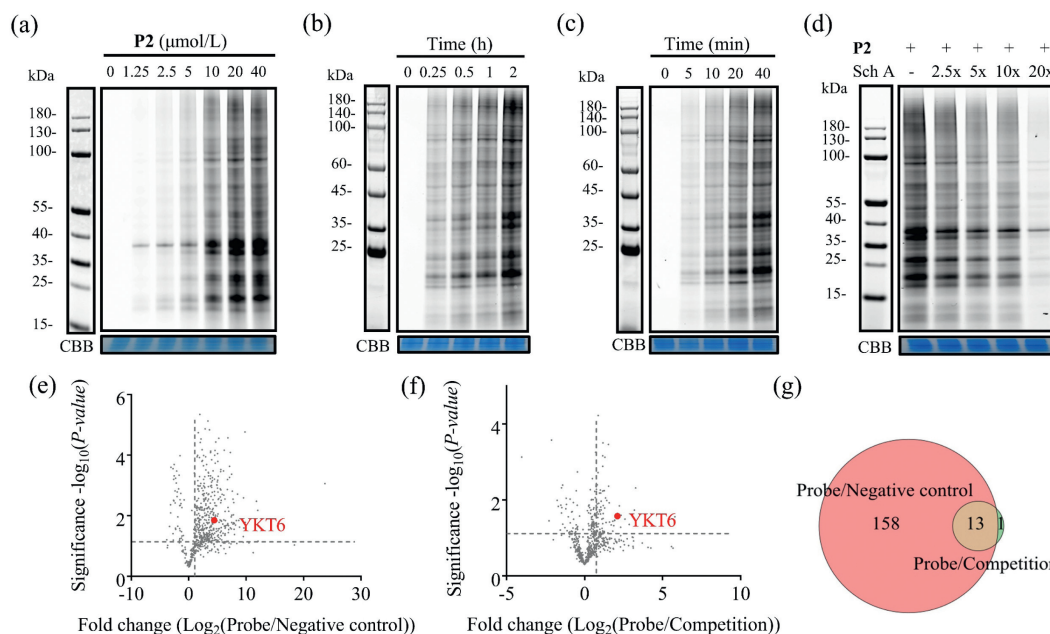 (a)
P2 (μmol/L)
0 1.25 2.5 5 10 20 40
kDa
180-
130-
100-
55-
40-
35-
25-
15-
CBB
(b)
Time (h)
0 0.25 0.5 1 2
kDa
180-
140-
100-
60-
45-
35-
25-
CBB
(c)
Time (min)
0 5 10 20 40
kDa
180-
140-
100-
60-
45-
35-
25-
CBB
(d)
P2 + + + + +
Sch A - 2.5x 5x 10x 20x
kDa
180-
130-
100-
55-
40-
35-
25-
15-
CBB
(e)
Significance -log10(P-value)
6
4
2
0
-10 0 10 20 30
YKT6
Fold change (Log2(Probe/Negative control))
(f)
Significance -log10(P-value)
5
4
3
2
1
0
-5 0 5 10
YKT6
Fold change (Log2(Probe/Competition))
(g)
Probe/Negative control
158 13 1
Probe/Competition